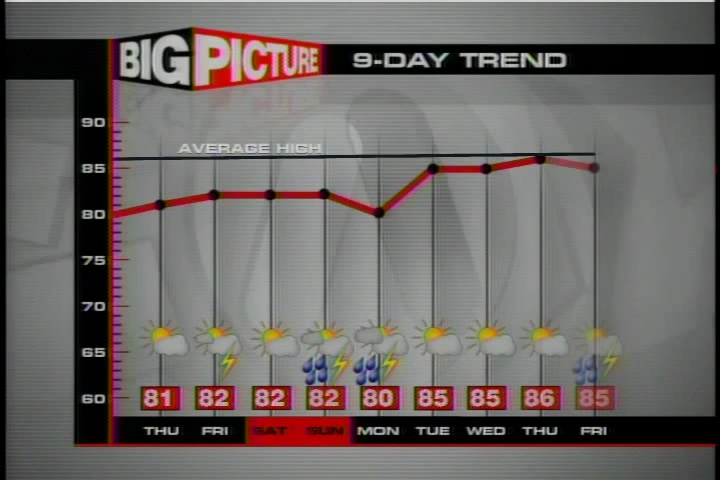 BIG PICTURE 9-DAY TREND
90
AVERAGE HIGH
85
80
75
70
65
60
81 82 82 82 80 85 85 86 85
THU FRI SAT SUN MON TUE WED THU FRI